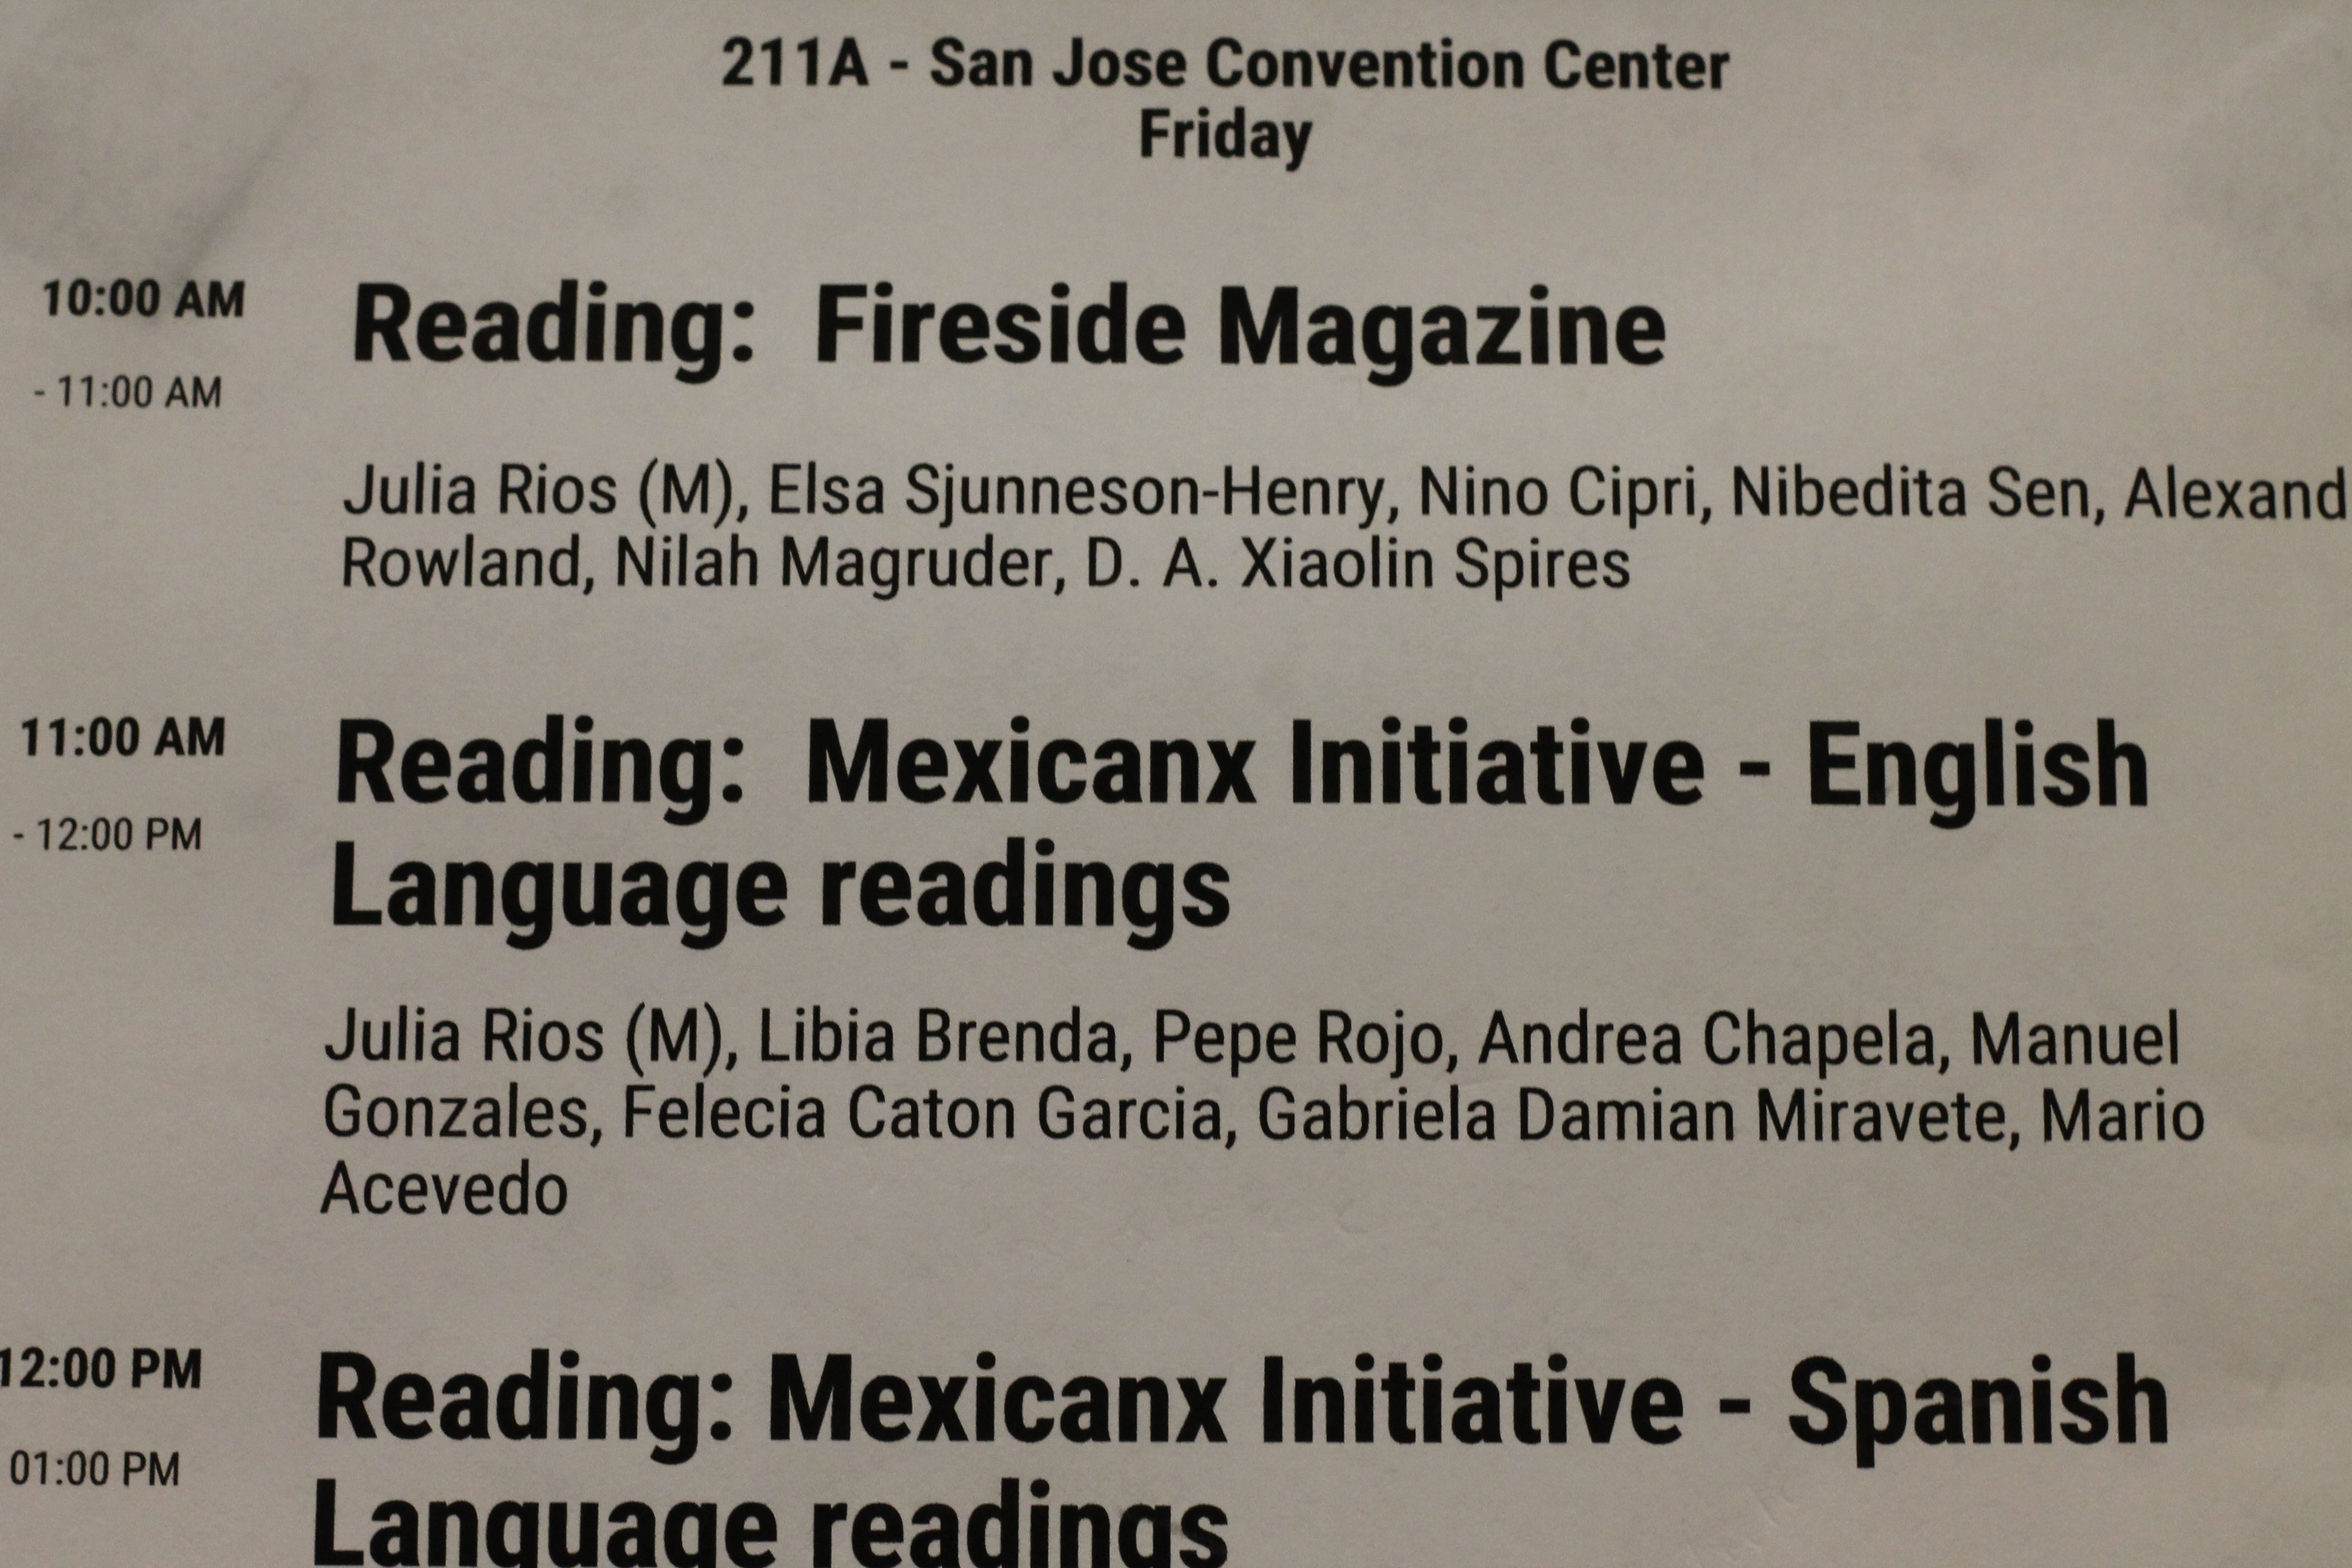 211A - San Jose Convention Center
Friday
10:00 AM
- 11:00 AM
Reading: Fireside Magazine
Julia Rios (M), Elsa Sjunneson-Henry, Nino Cipri, Nibedita Sen, Alexand
Rowland, Nilah Magruder, D. A. Xiaolin Spires
11:00 AM
- 12:00 PM
Reading: Mexicanx Initiative - English
Language readings
Julia Rios (M), Libia Brenda, Pepe Rojo, Andrea Chapela, Manuel
Gonzales, Felecia Caton Garcia, Gabriela Damian Miravete, Mario
Acevedo
12:00 PM
01:00 PM
Reading: Mexicanx Initiative - Spanish
Language readings